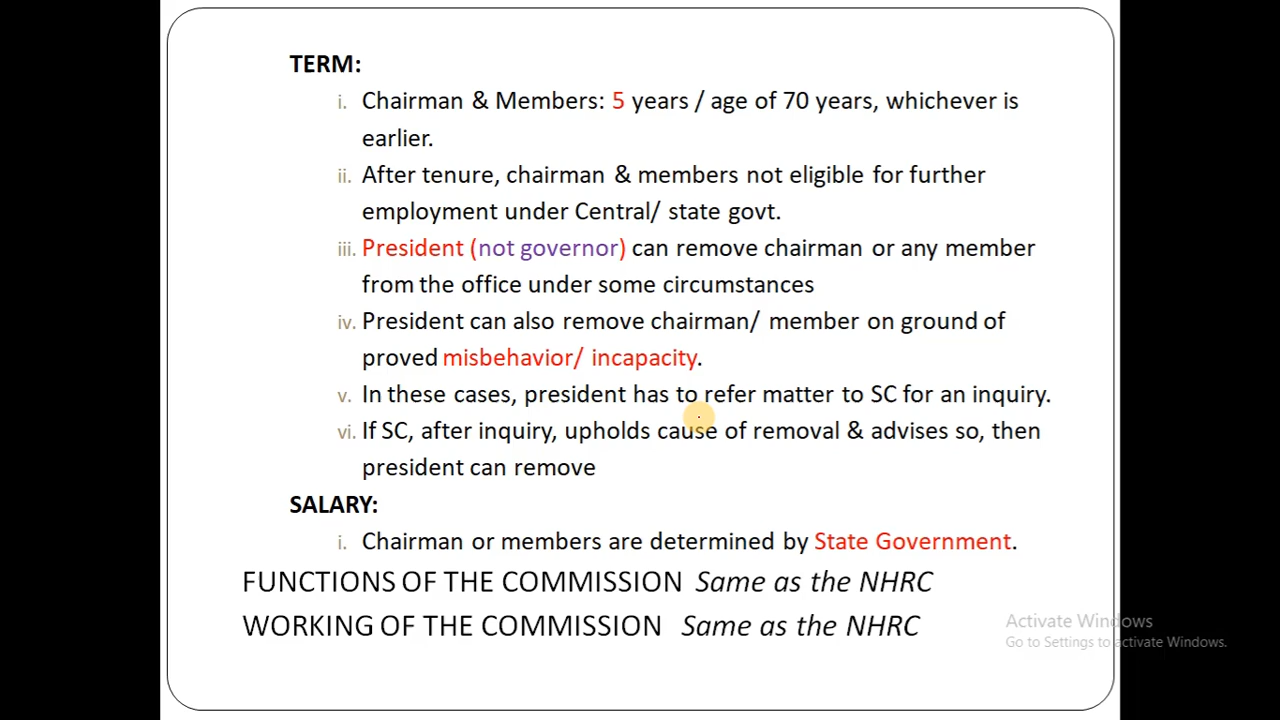 TERM:
i. Chairman & Members: 5 years / age of 70 years, whichever is
earlier.
ii. After tenure, chairman & members not eligible for further
employment under Central/ state govt.
iii. President (not governor) can remove chairman or any member
from the office under some circumstances
iv. President can also remove chairman/ member on ground of
proved misbehavior/ incapacity.
v. In these cases, president has to refer matter to SC for an inquiry.
vi. If SC, after inquiry, upholds cause of removal & advises so, then
president can remove
SALARY:
i. Chairman or members are determined by State Government.
FUNCTIONS OF THE COMMISSION Same as the NHRC
WORKING OF THE COMMISSION Same as the NHRC
Activate Windows
Go to Settings to activate Windows.